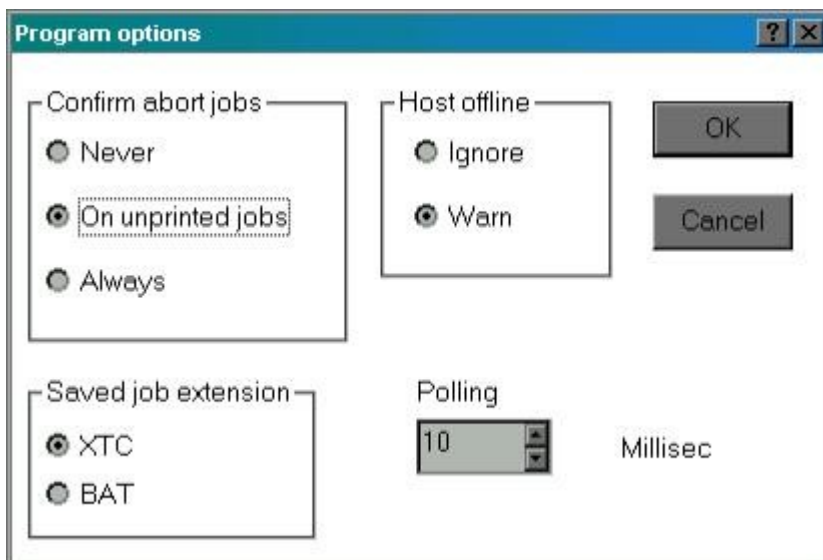 Program options
Confirm abort jobs
Never
On unprinted jobs
Always
Host offline
Ignore
Warn
OK
Cancel
Saved job extension
XTC
BAT
Polling
10
Millisec